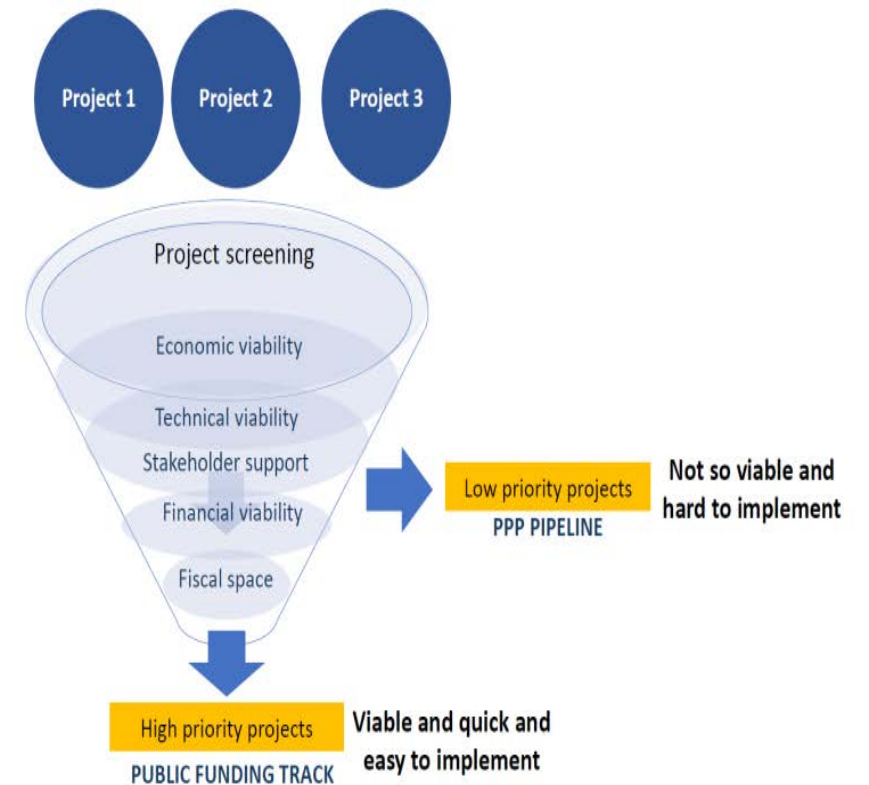 Project 1
Project 2
Project 3
Project screening
Economic viability
Technical viability
Stakeholder support
Financial viability
Fiscal space
Low priority projects
PPP PIPELINE
Not so viable and
hard to implement
High priority projects
PUBLIC FUNDING TRACK
Viable and quick and
easy to implement